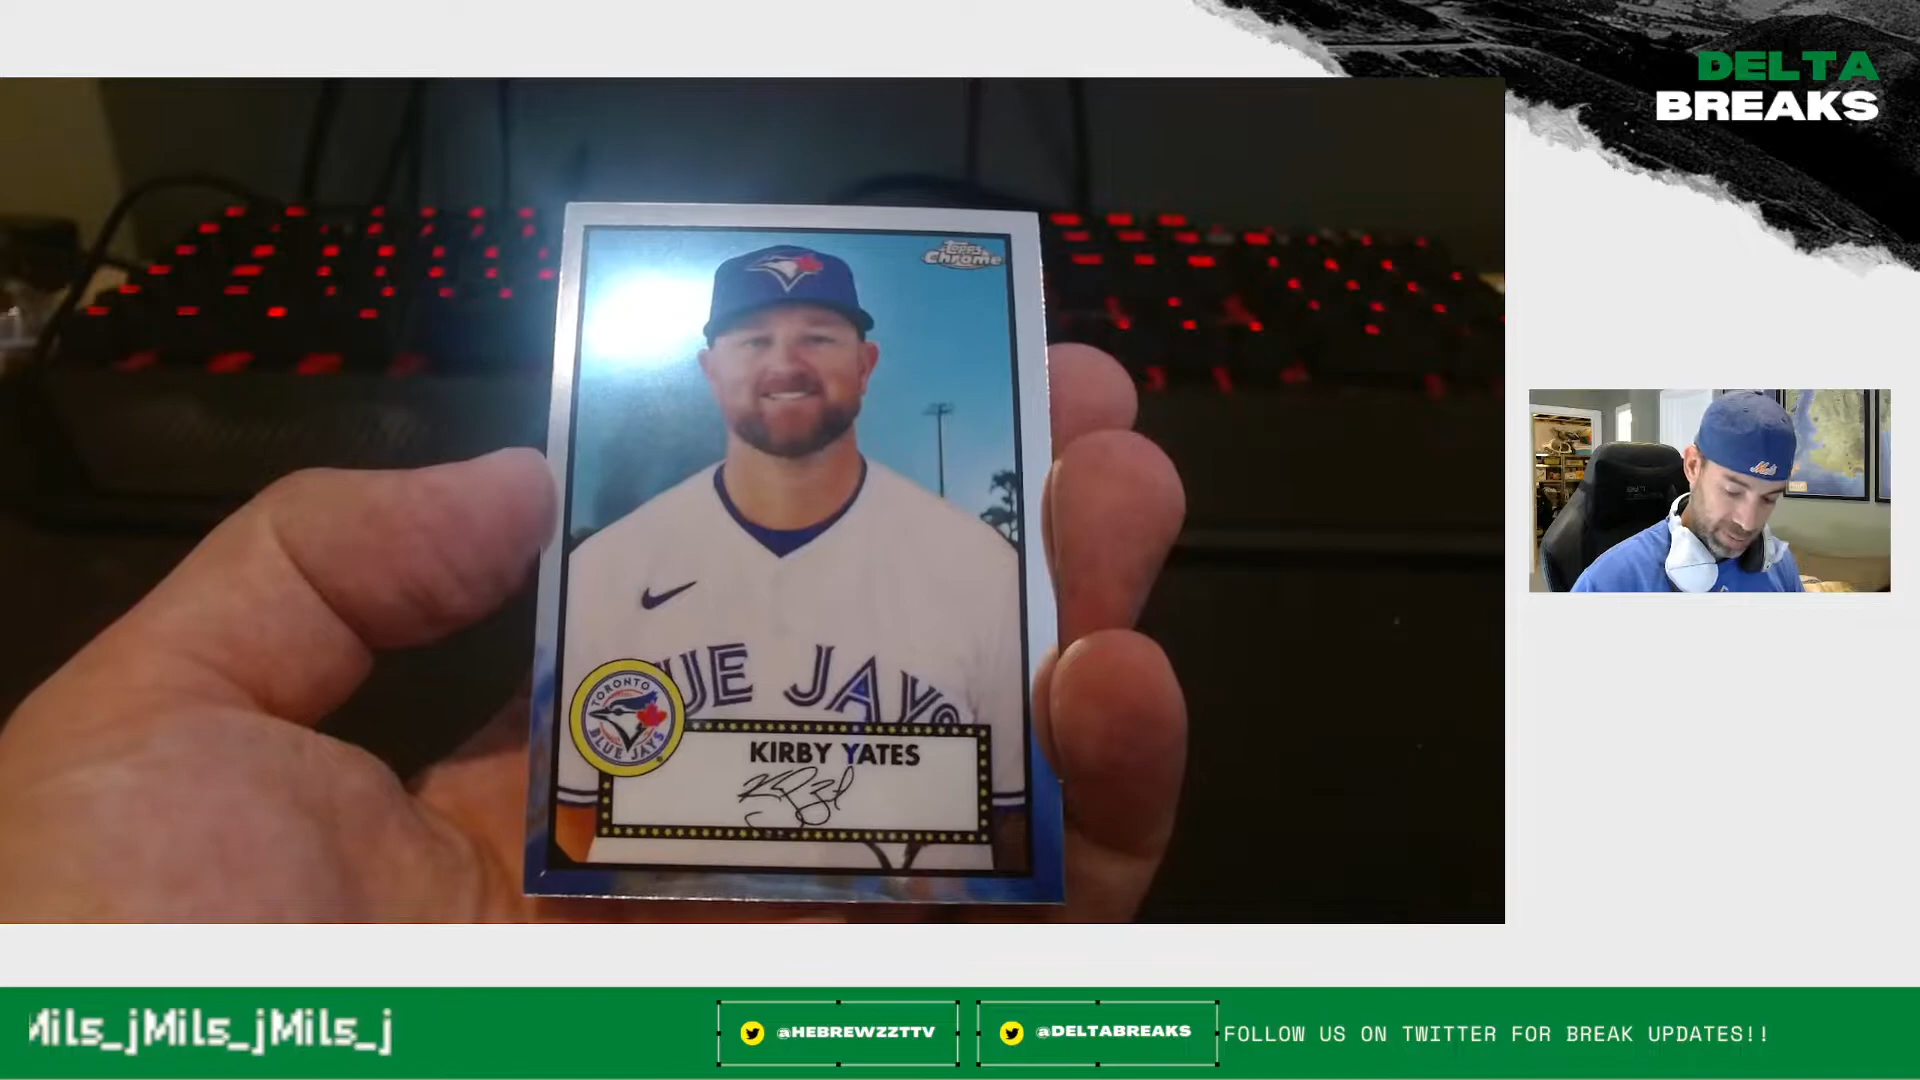 DELTA
BREAKS
Topps
Chrome
UE JAYS
TORONTO
BLUE JAYS
KIRBY YATES
Mets
Mils_jMils_jMils_j
@HEBREWZZTTV
@DELTABREAKS
FOLLOW US ON TWITTER FOR BREAK UPDATES!!